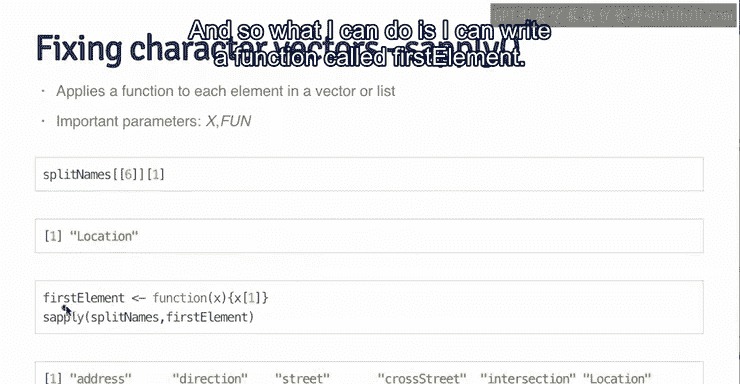 And so what I can do is I can write
a function called firstElement.
Fixing character vectors - sapply()
· Applies a function to each element in a vector or list
· Important parameters: X,FUN
splitNames[[6]][1]
[1] "Location"
firstElement <- function(x){x[1]}
sapply(splitNames,firstElement)
[1] "address" "direction" "street" "crossStreet" "intersection" "Location"